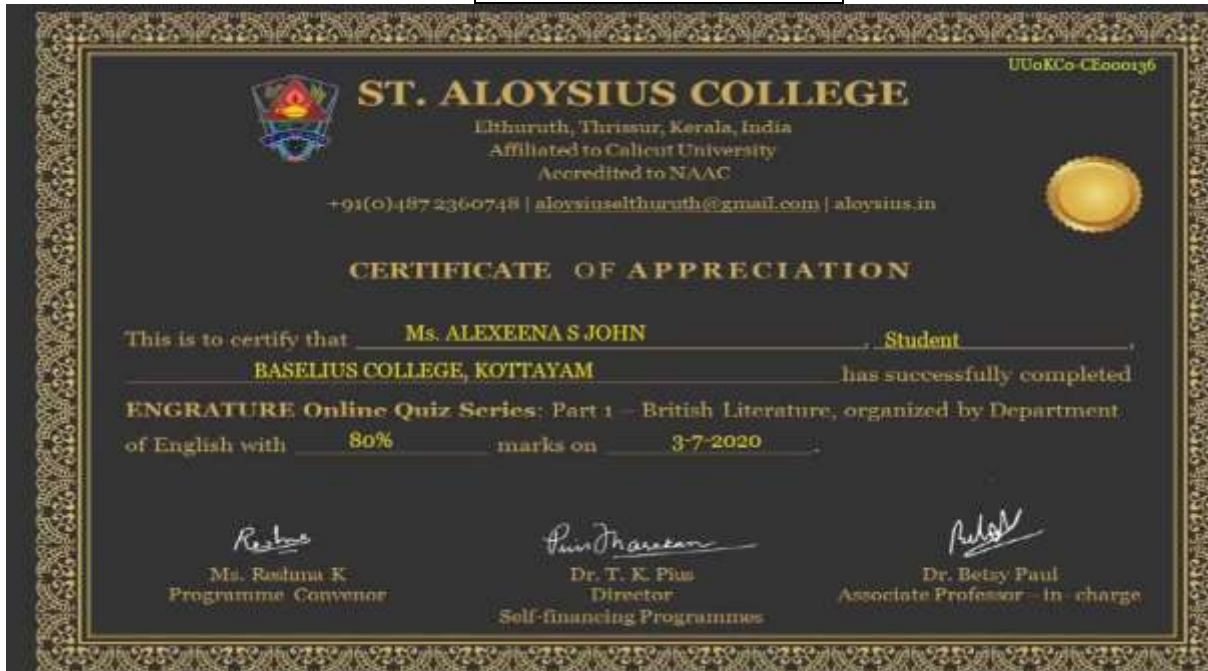 UU0KC0-CE000136
ST. ALOYSIUS COLLEGE
Elthuruth, Thrissur, Kerala, India
Affiliated to Calicut University
Accredited to NAAC
+91(0)487 2360748 | aloysiuselthuruth@gmail.com | aloysius.in
CERTIFICATE OF APPRECIATION
This is to certify that Ms. ALEXEENA S JOHN, Student,
BASELIUS COLLEGE, KOTTAYAM has successfully completed
ENGRATURE Online Quiz Series: Part 1 – British Literature, organized by Department
of English with 80% marks on 3-7-2020.
Ms. Reshma K
Dr. T. K. Pius
Dr. Betsy Paul
Programme Convenor
Director
Associate Professor – in - charge
Self-financing Programmes